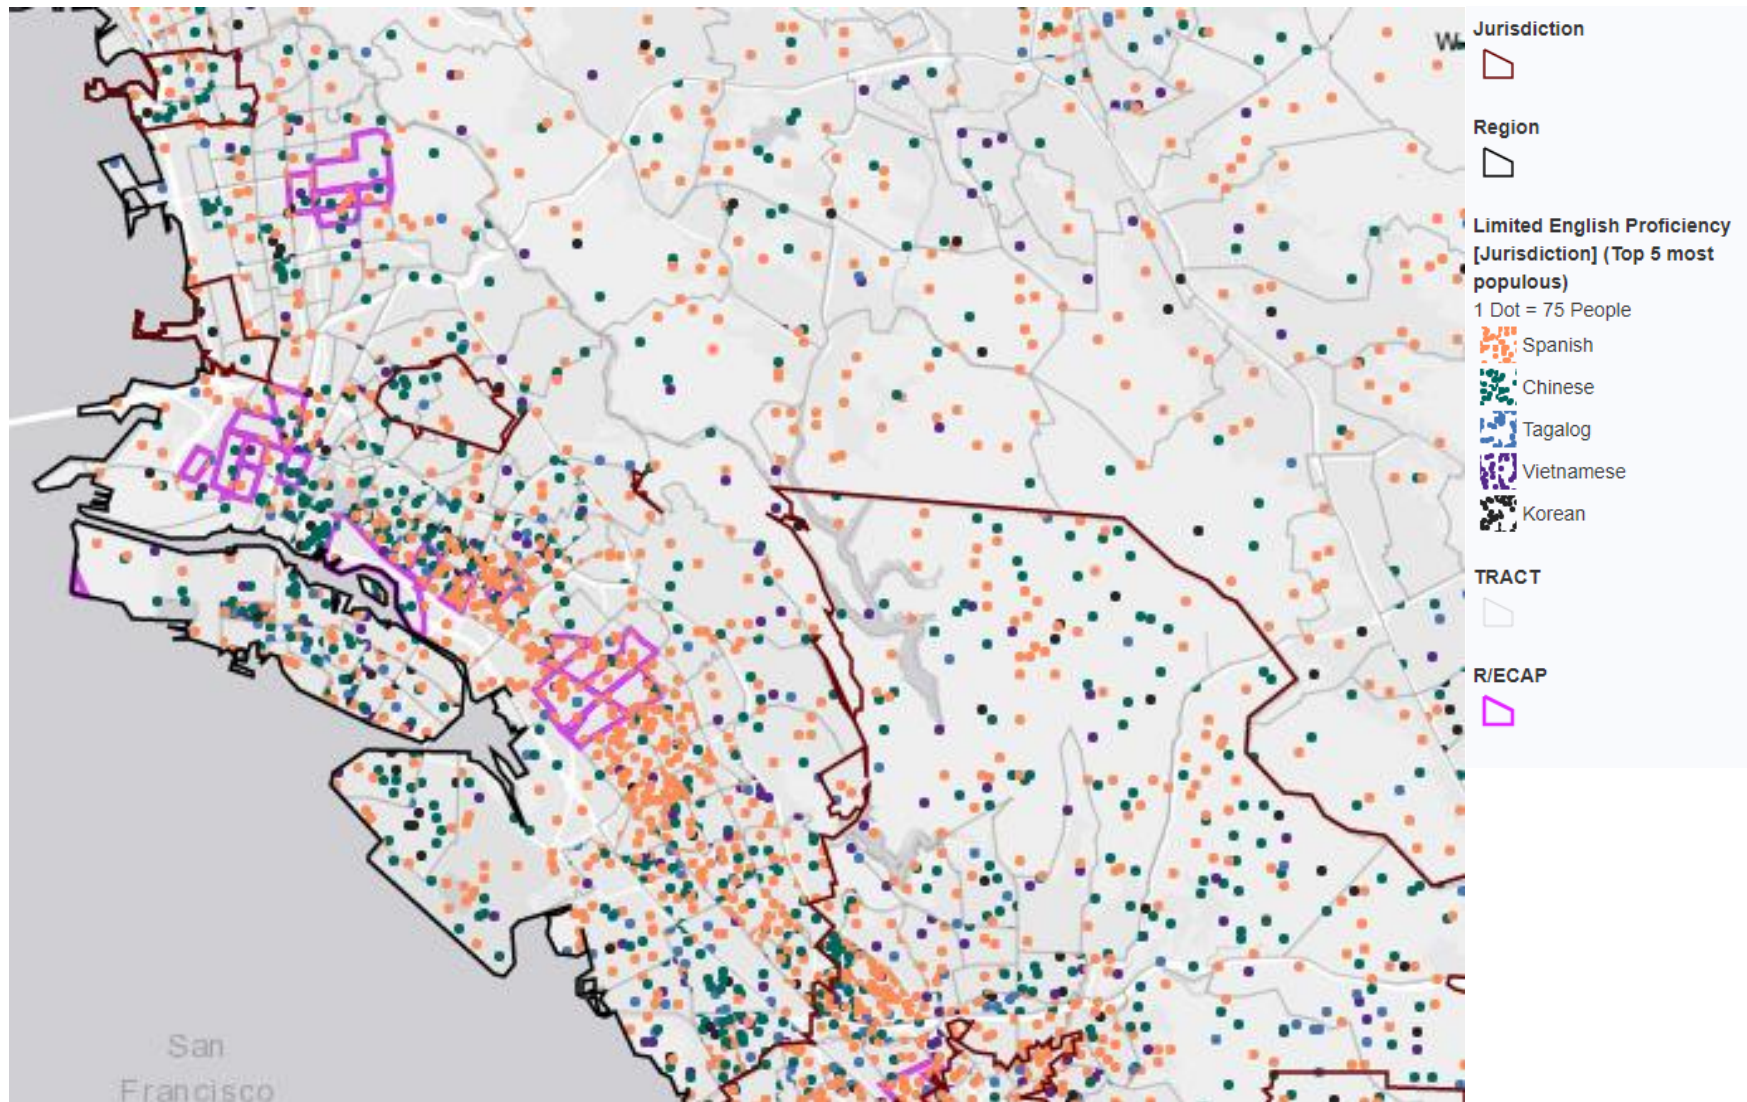 San
Francisco
Jurisdiction
Region
Limited English Proficiency
[Jurisdiction] (Top 5 most
populous)
1 Dot = 75 People
Spanish
Chinese
Tagalog
Vietnamese
Korean
TRACT
R/ECAP